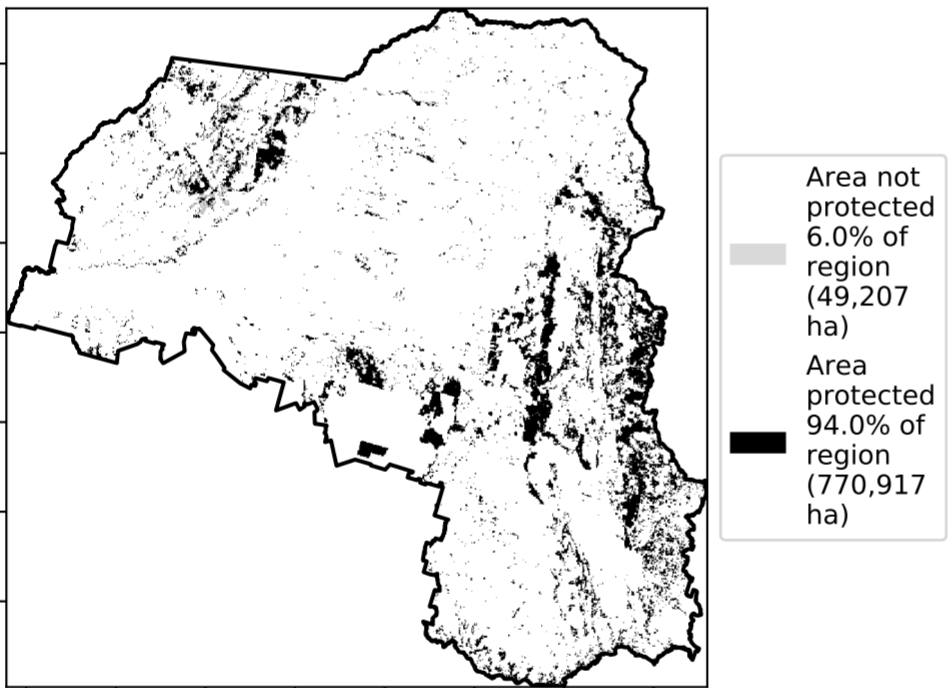 Area not
protected
6.0% of
region
(49,207
ha)
Area
protected
94.0% of
region
(770,917
ha)